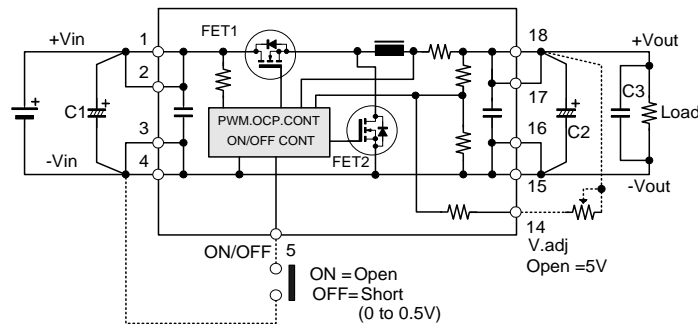 +Vin
1
FET1
18
+Vout
2
17
C3
+
C1
+
PWM.OCP.CONT
ON/OFF CONT
+
C2
Load
3
16
-Vin
4
FET2
15
-Vout
14
V.adj
Open =5V
ON/OFF
5
ON =Open
OFF=Short
(0 to 0.5V)